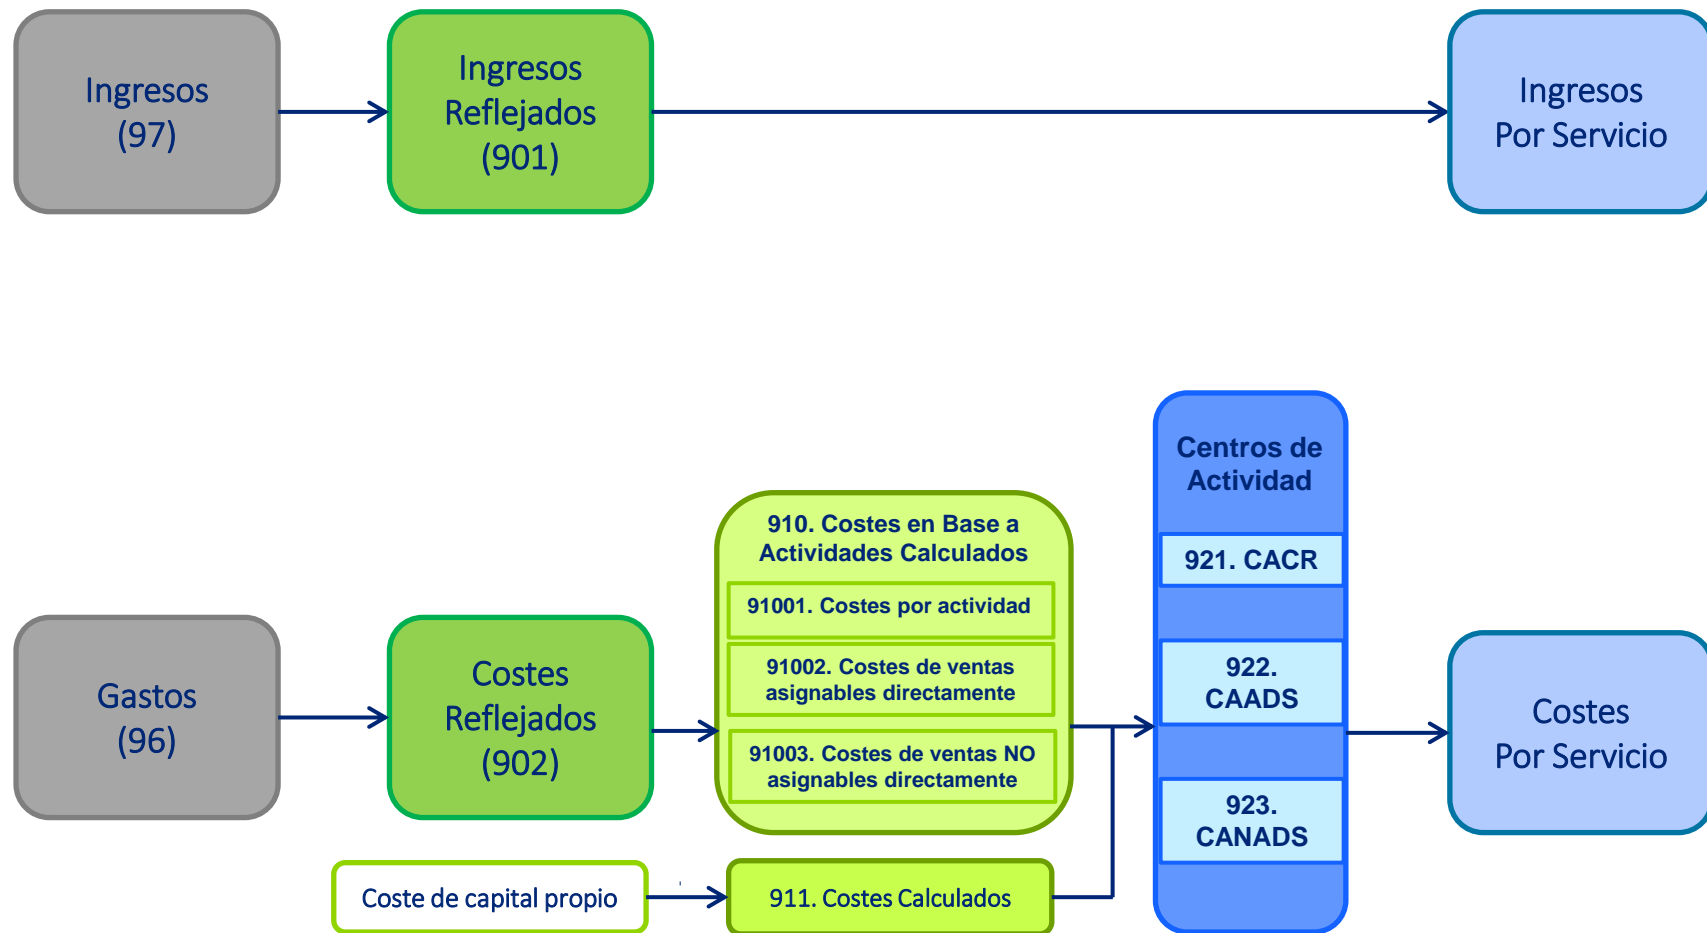 Ingresos
(97)
Ingresos
Reflejados
(901)
Ingresos
Por Servicio
Gastos
(96)
Costes
Reflejados
(902)
910. Costes en Base a
Actividades Calculados
91001. Costes por actividad
91002. Costes de ventas
asignables directamente
91003. Costes de ventas NO
asignables directamente
Coste de capital propio
911. Costes Calculados
Centros de
Actividad
921. CACR
922.
CAADS
923.
CANADS
Costes
Por Servicio